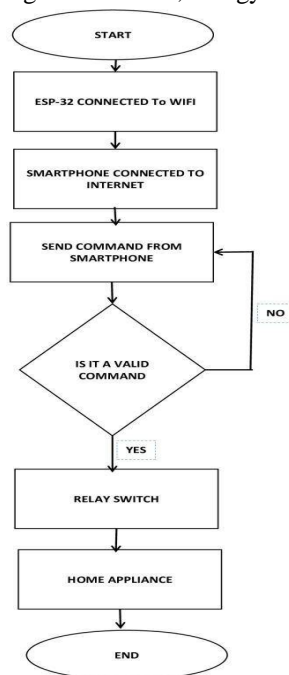 START
ESP-32 CONNECTED To WIFI
SMARTPHONE CONNECTED TO
INTERNET
SEND COMMAND FROM
SMARTPHONE
NO
IS IT A VALID
COMMAND
YES
RELAY SWITCH
HOME APPLIANCE
END